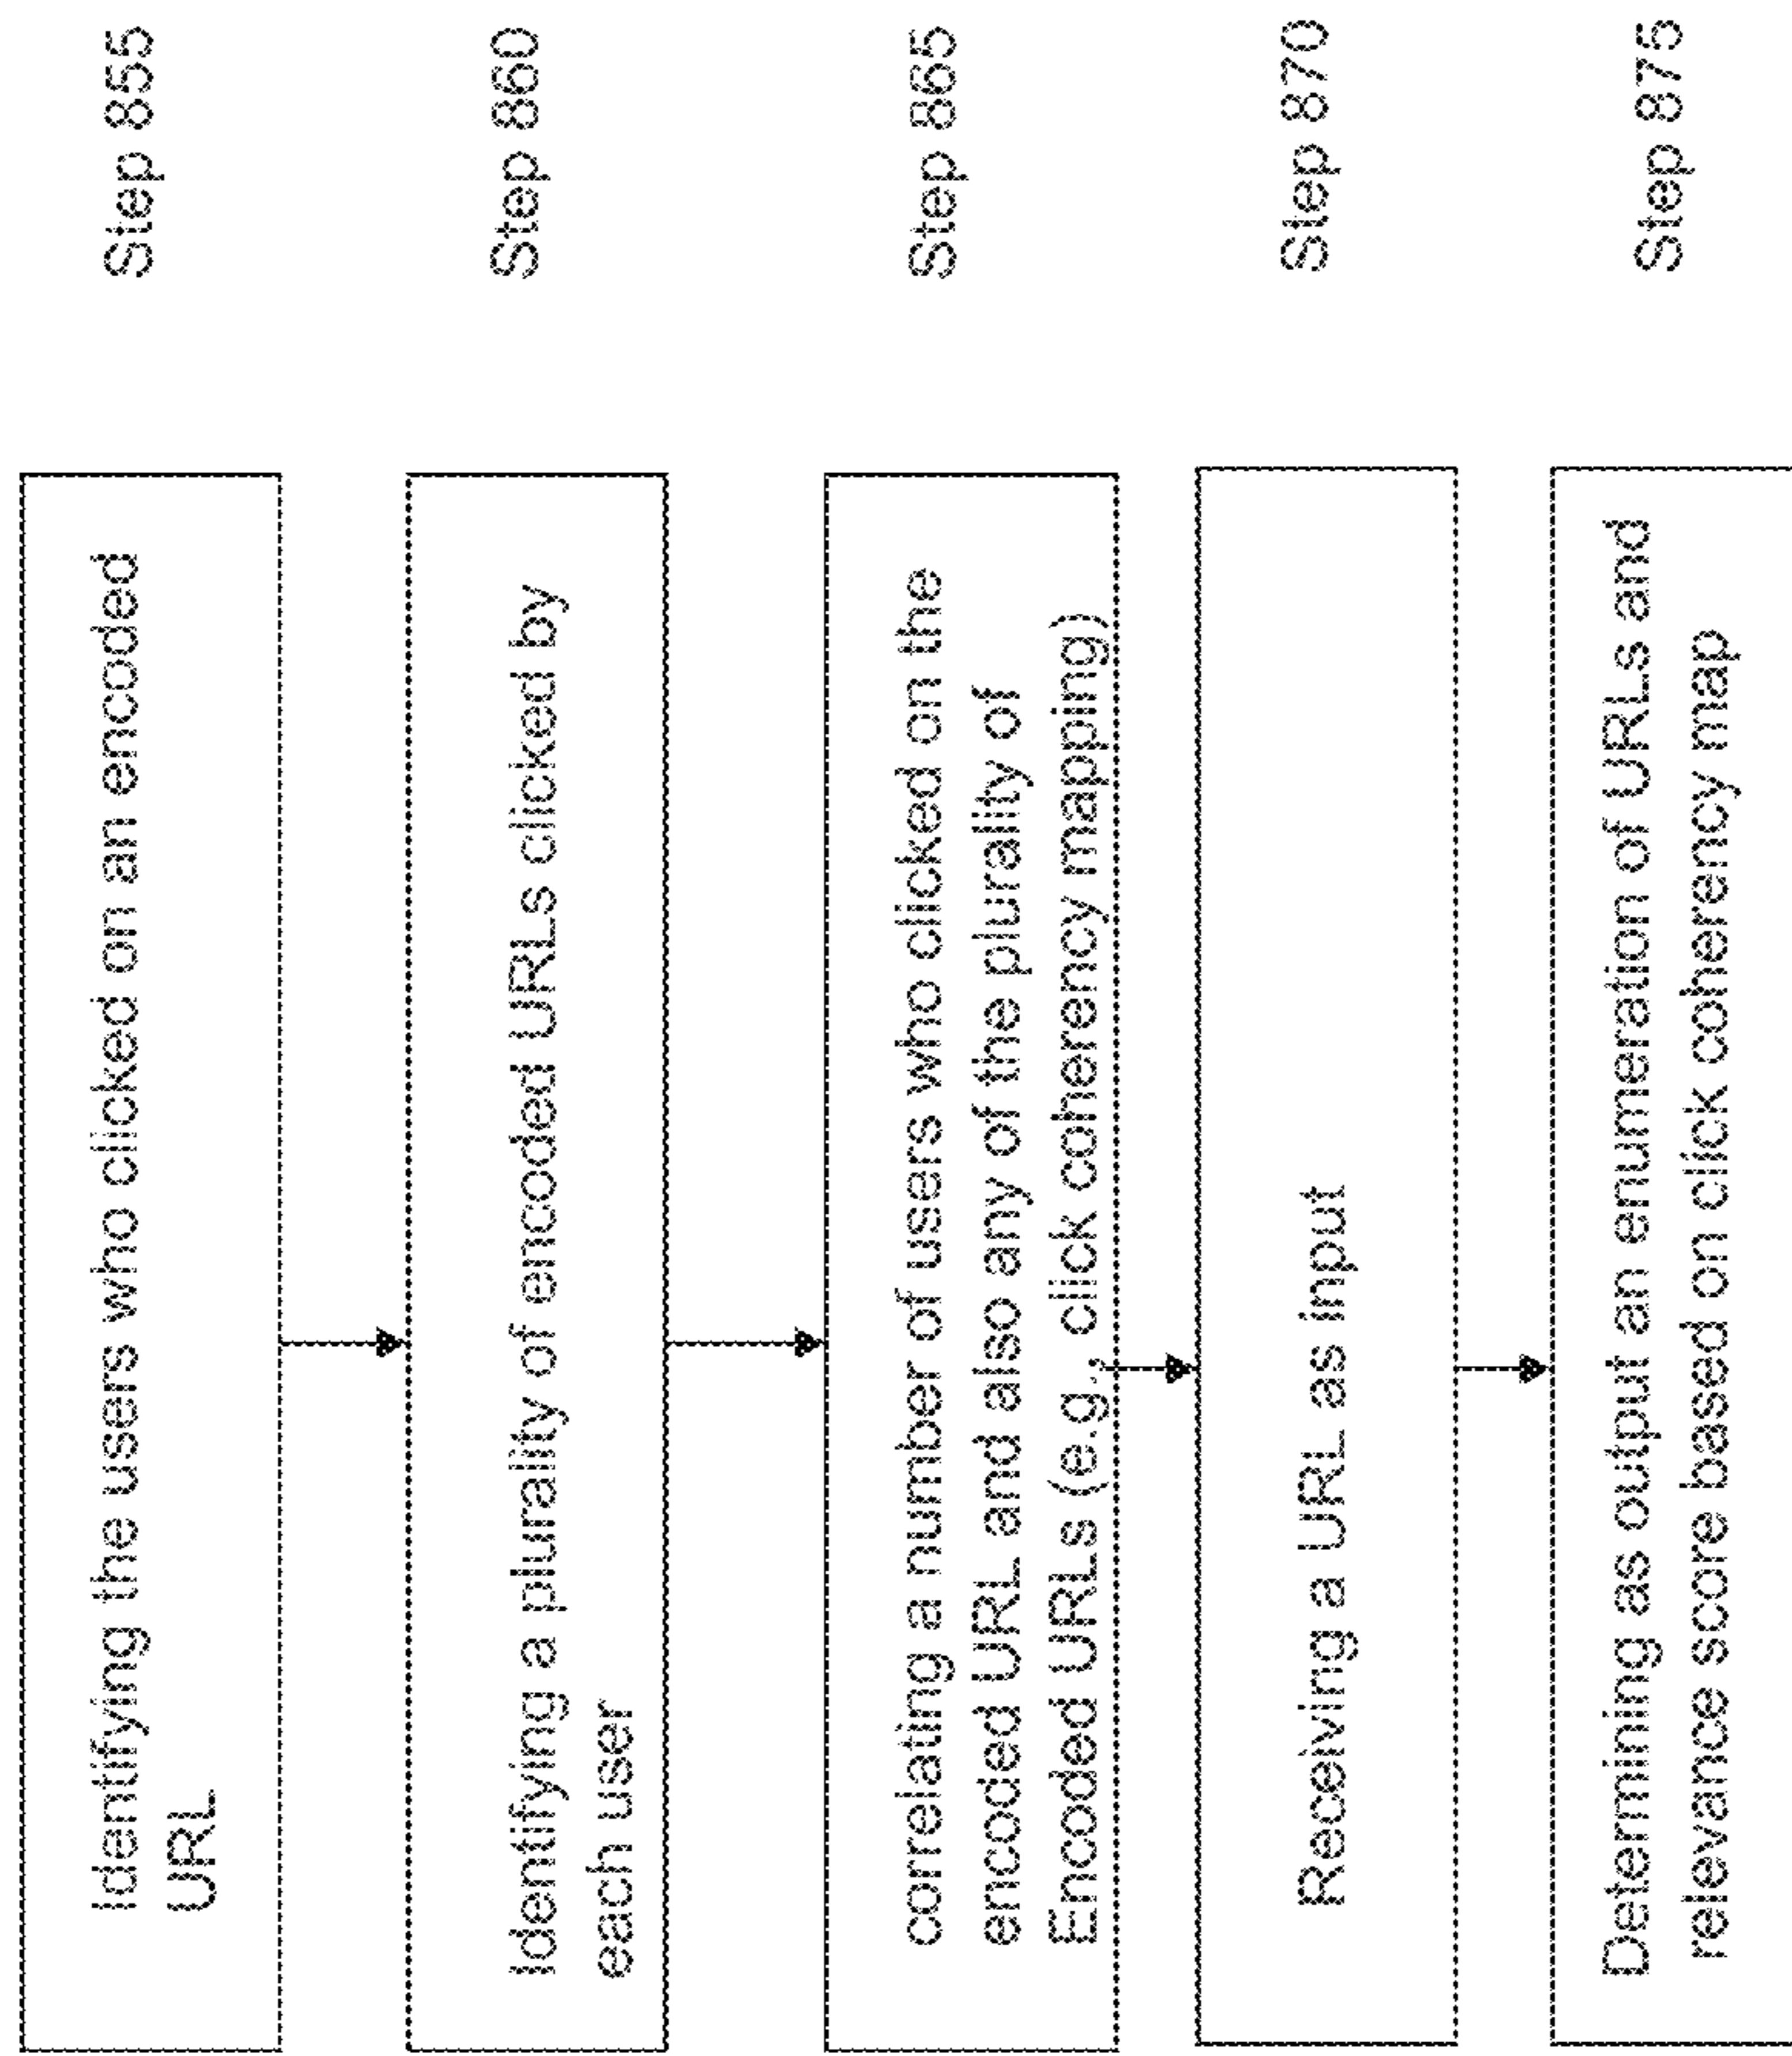 Identifying the users who clicked on an encoded
URL
Step 855
Identifying a plurality of encoded URLs clicked by
each user
Step 860
correlating a number of users who clicked on the
encoded URL and also any of the plurality of
Encoded URLs (e.g., click coherency mapping)
Step 865
Receiving a URL as input
Step 870
Determining as output an enumeration of URLs and
relevance score based on click coherency map
Step 875